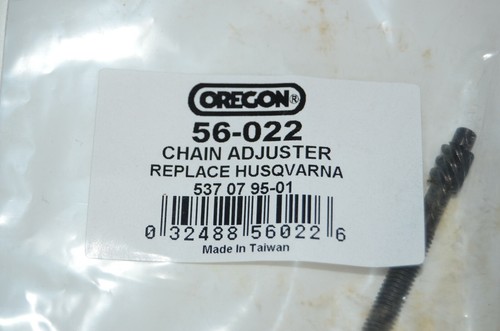 OREGON®
56-022
CHAIN ADJUSTER
REPLACE HUSQVARNA
537 07 95-01
0 32488 56022 6
Made In Taiwan